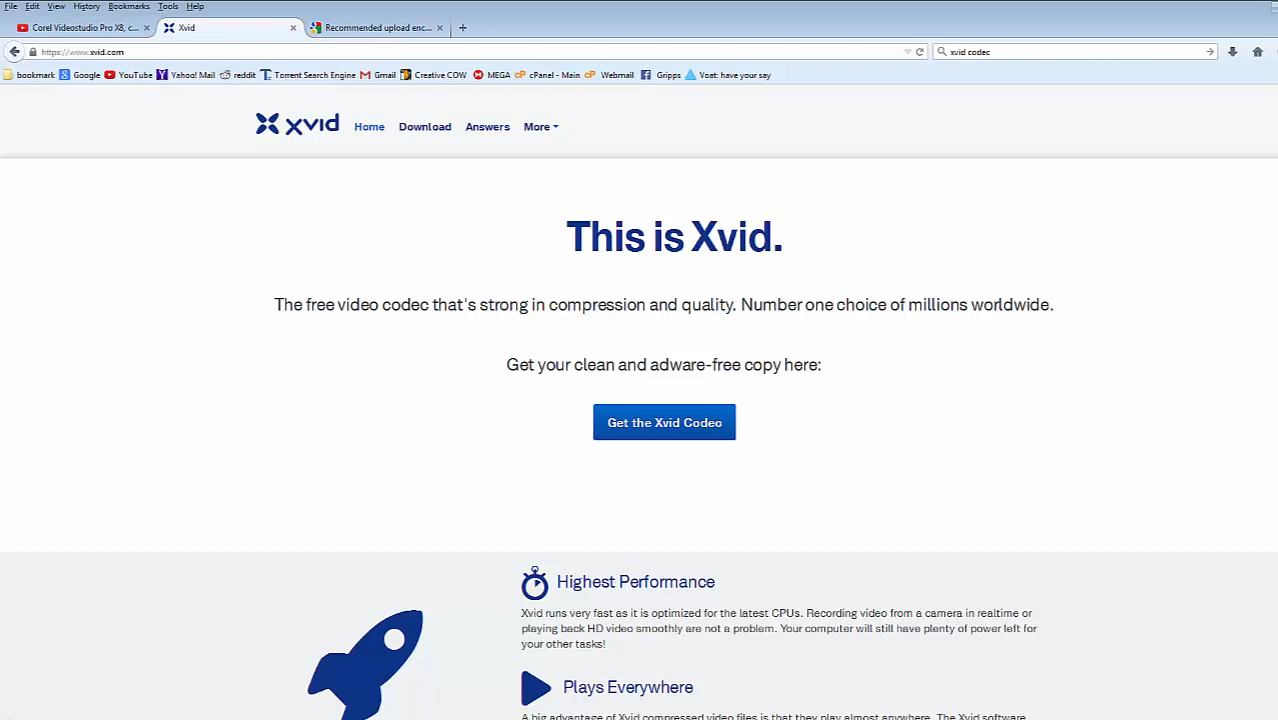 File Edit View History Bookmarks Tools Help
Corel Videostudio Pro X8, c... Xvid Recommended upload enc...
https://www.xvid.com xvid codec
bookmark Google YouTube Yahoo! Mail reddit Torrent Search Engine Gmail Creative COW MEGA cPanel - Main Webmail Gripps Voat: have your say
xvid Home Download Answers More
This is Xvid.
The free video codec that's strong in compression and quality. Number one choice of millions worldwide.
Get your clean and adware-free copy here:
Get the Xvid Codec
Highest Performance
Xvid runs very fast as it is optimized for the latest CPUs. Recording video from a camera in realtime or
playing back HD video smoothly are not a problem. Your computer will still have plenty of power left for
your other tasks!
Plays Everywhere
A big advantage of Xvid compressed video files is that they play almost anywhere. The Xvid software